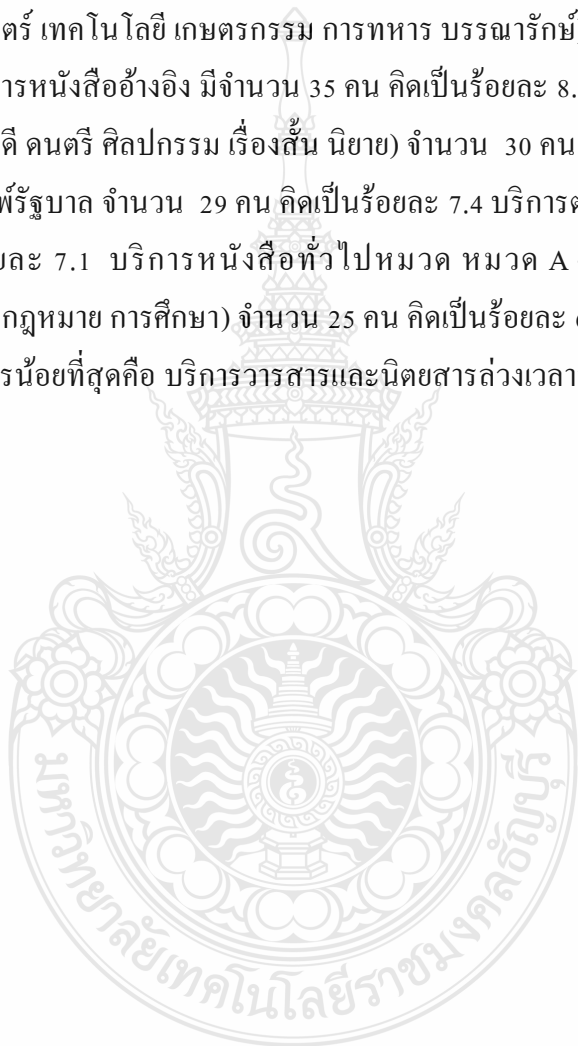 ตร์ เทคโนโลยี เกษตรกรรม การทหาร บรรณารักษ์
ารหนังสืออ้างอิง มีจำนวน 35 คน คิดเป็นร้อยละ 8.
ดี ดนตรี ศิลปกรรม เรื่องสั้น นิยาย) จำนวน 30 คน
พ์รัฐบาล จำนวน 29 คน คิดเป็นร้อยละ 7.4 บริการต
ยละ 7.1 บริการหนังสือทั่วไปหมวด หมวด A
กฎหมาย การศึกษา) จำนวน 25 คน คิดเป็นร้อยละ
รน้อยที่สุดคือ บริการวารสารและนิตยสารล่วงเวลา
มหาวิทยาลัยเทคโนโลยีราชมงคลธัญบุรี